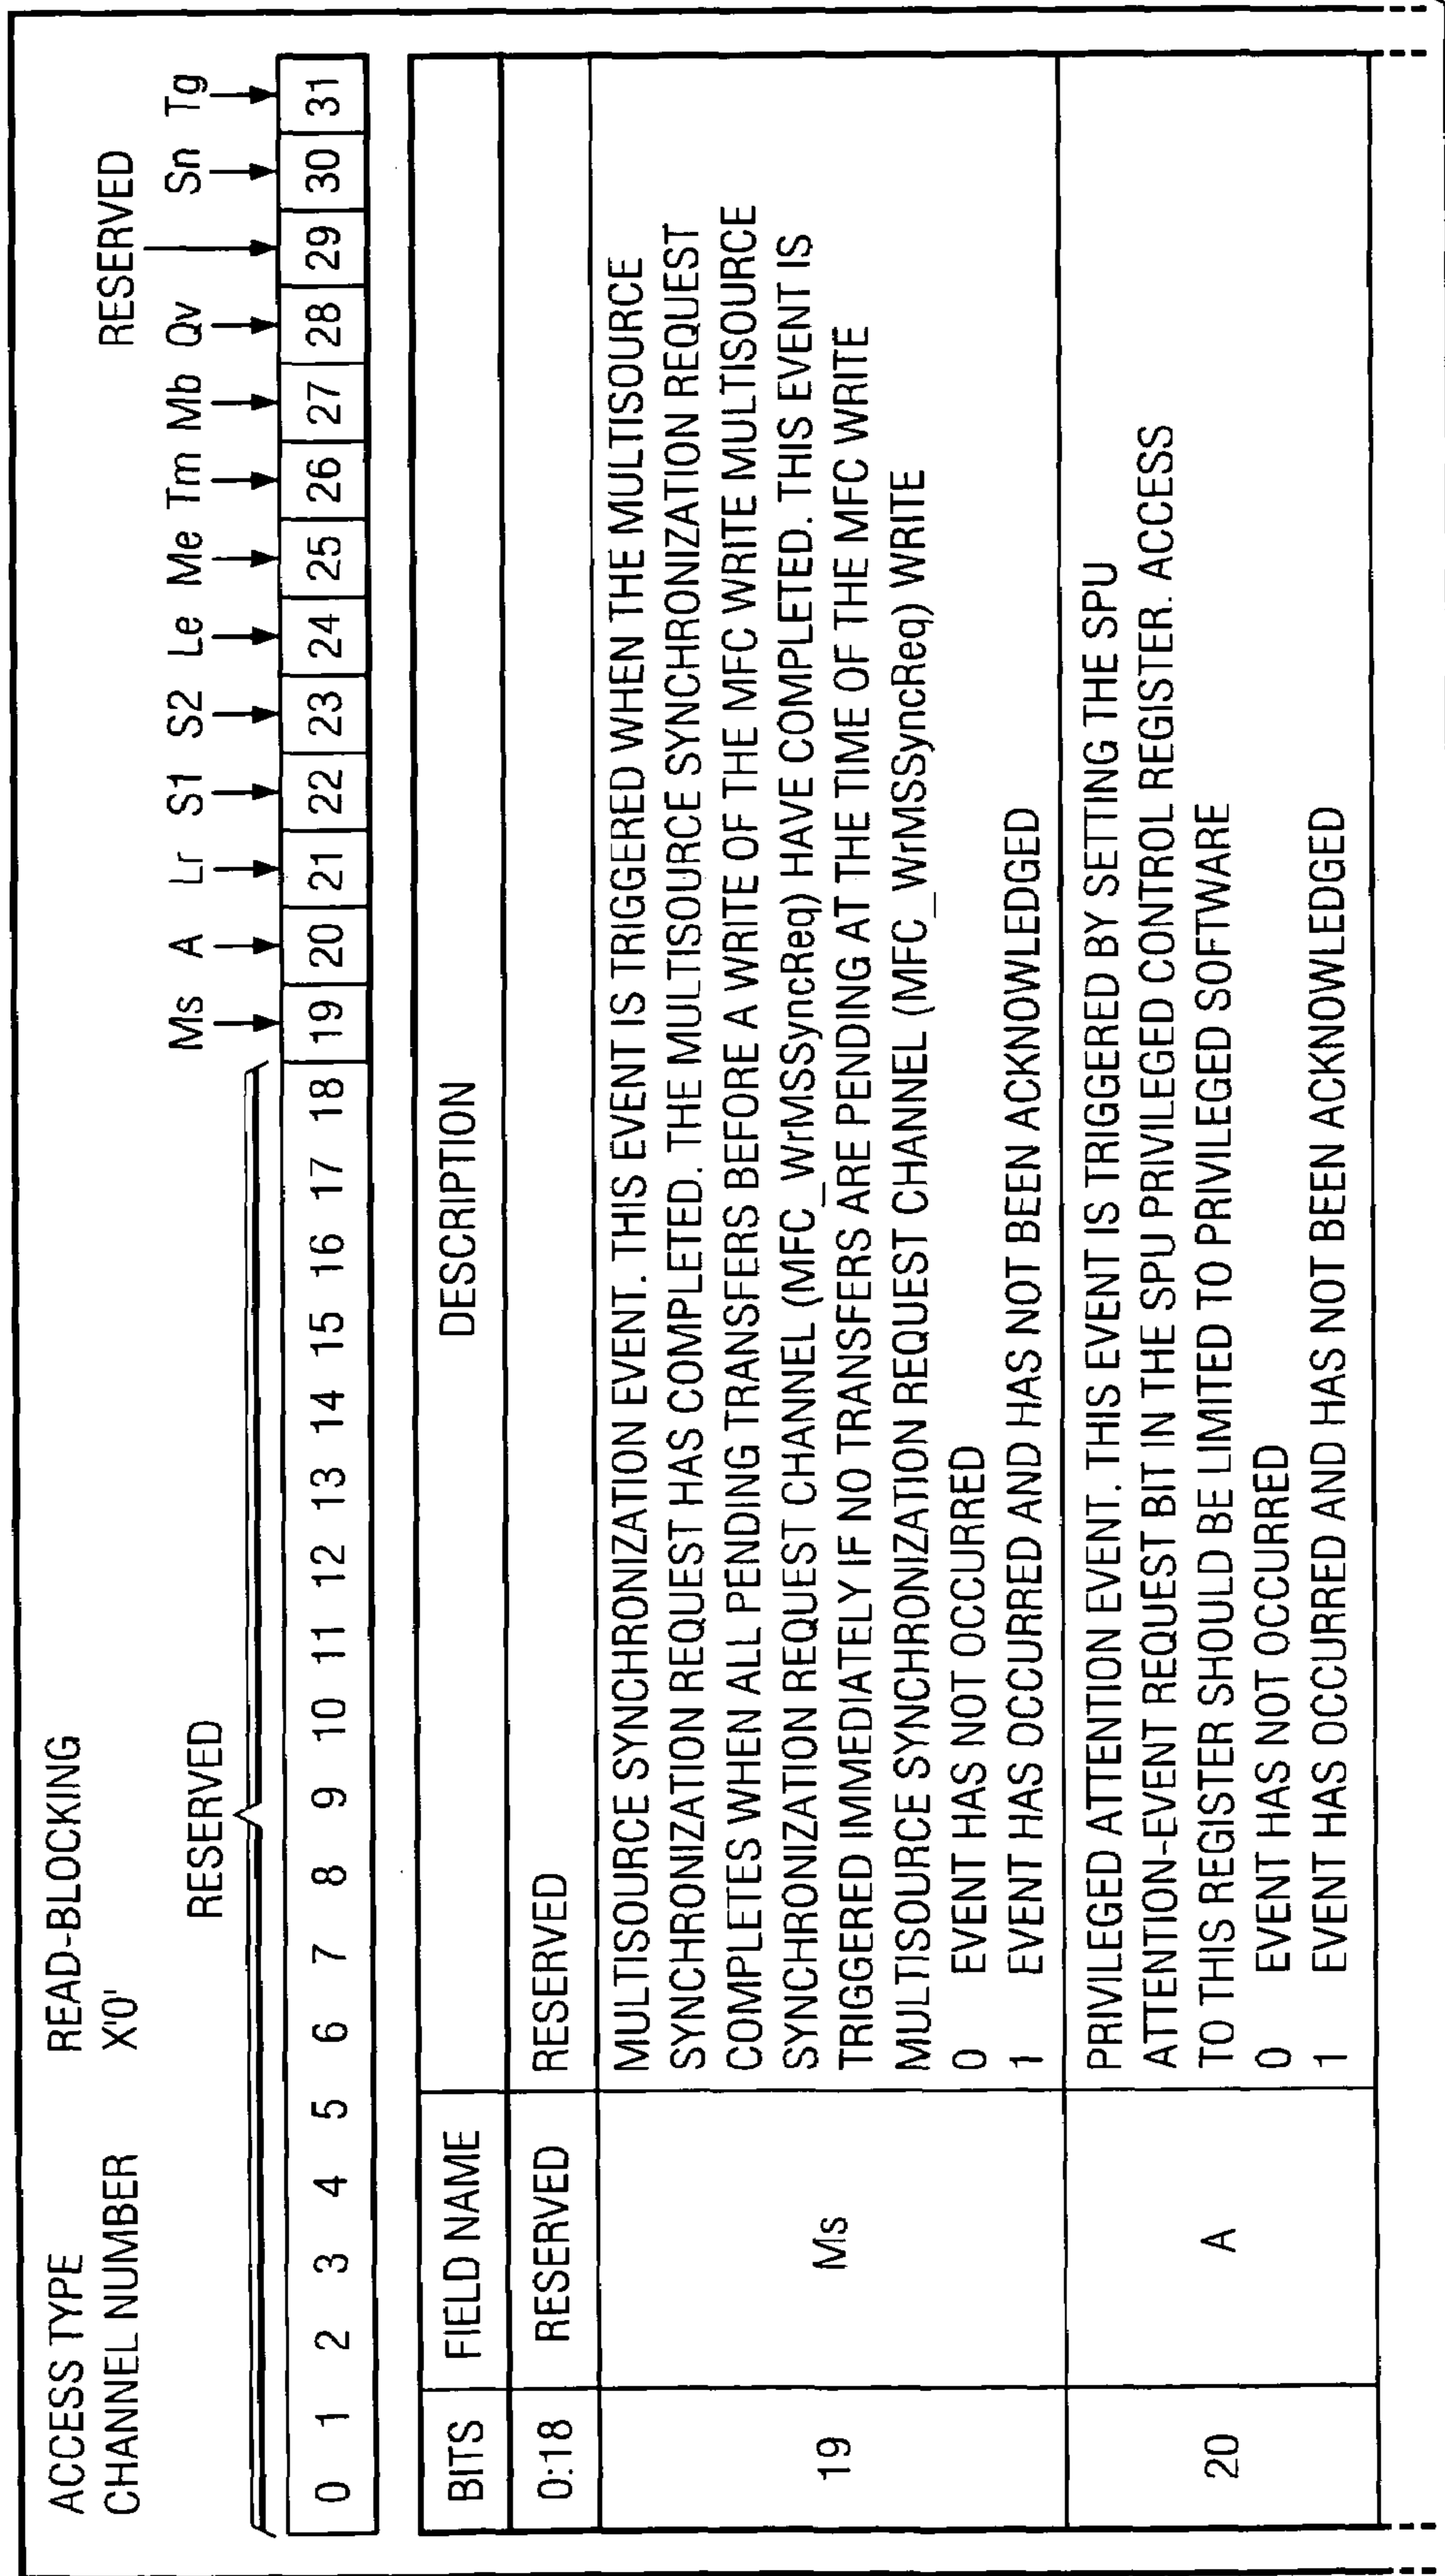 ACCESS TYPE READ-BLOCKING
CHANNEL NUMBER X'0'
RESERVED
RESERVED
Ms A Lr S1 S2 Le Me Tm Mb Qv Sn Tg
0 1 2 3 4 5 6 7 8 9 10 11 12 13 14 15 16 17 18 19 20 21 22 23 24 25 26 27 28 29 30 31
BITS FIELD NAME DESCRIPTION
0:18 RESERVED RESERVED
19 Ms
MULTISOURCE SYNCHRONIZATION EVENT. THIS EVENT IS TRIGGERED WHEN THE MULTISOURCE
SYNCHRONIZATION REQUEST HAS COMPLETED. THE MULTISOURCE SYNCHRONIZATION REQUEST
COMPLETES WHEN ALL PENDING TRANSFERS BEFORE A WRITE OF THE MFC WRITE MULTISOURCE
SYNCHRONIZATION REQUEST CHANNEL (MFC_WrMSSyncReq) HAVE COMPLETED. THIS EVENT IS
TRIGGERED IMMEDIATELY IF NO TRANSFERS ARE PENDING AT THE TIME OF THE MFC WRITE
MULTISOURCE SYNCHRONIZATION REQUEST CHANNEL (MFC_WrMSSyncReq) WRITE
0 EVENT HAS NOT OCCURRED
1 EVENT HAS OCCURRED AND HAS NOT BEEN ACKNOWLEDGED
20 A
PRIVILEGED ATTENTION EVENT. THIS EVENT IS TRIGGERED BY SETTING THE SPU
ATTENTION-EVENT REQUEST BIT IN THE SPU PRIVILEGED CONTROL REGISTER. ACCESS
TO THIS REGISTER SHOULD BE LIMITED TO PRIVILEGED SOFTWARE
0 EVENT HAS NOT OCCURRED
1 EVENT HAS OCCURRED AND HAS NOT BEEN ACKNOWLEDGED